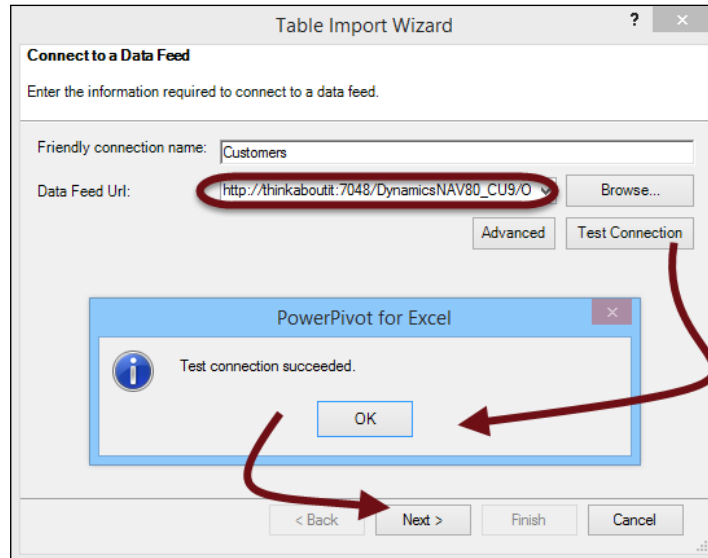 Table Import Wizard
?
Connect to a Data Feed
Enter the information required to connect to a data feed.
Friendly connection name: Customers
Data Feed Url: http://thinkaboutit:7048/DynamicsNAV80_CU9/O Browse...
Advanced Test Connection
PowerPivot for Excel
Test connection succeeded.
OK
< Back Next > Finish Cancel